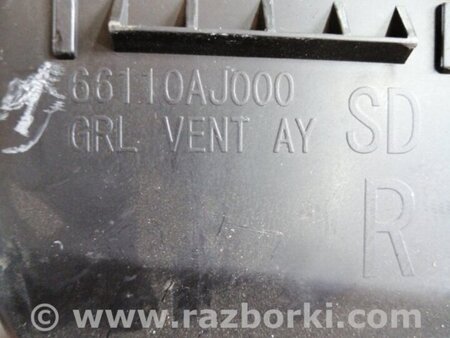 66110AJ000
GRL VENT AY
SD
R
www.razborki.com